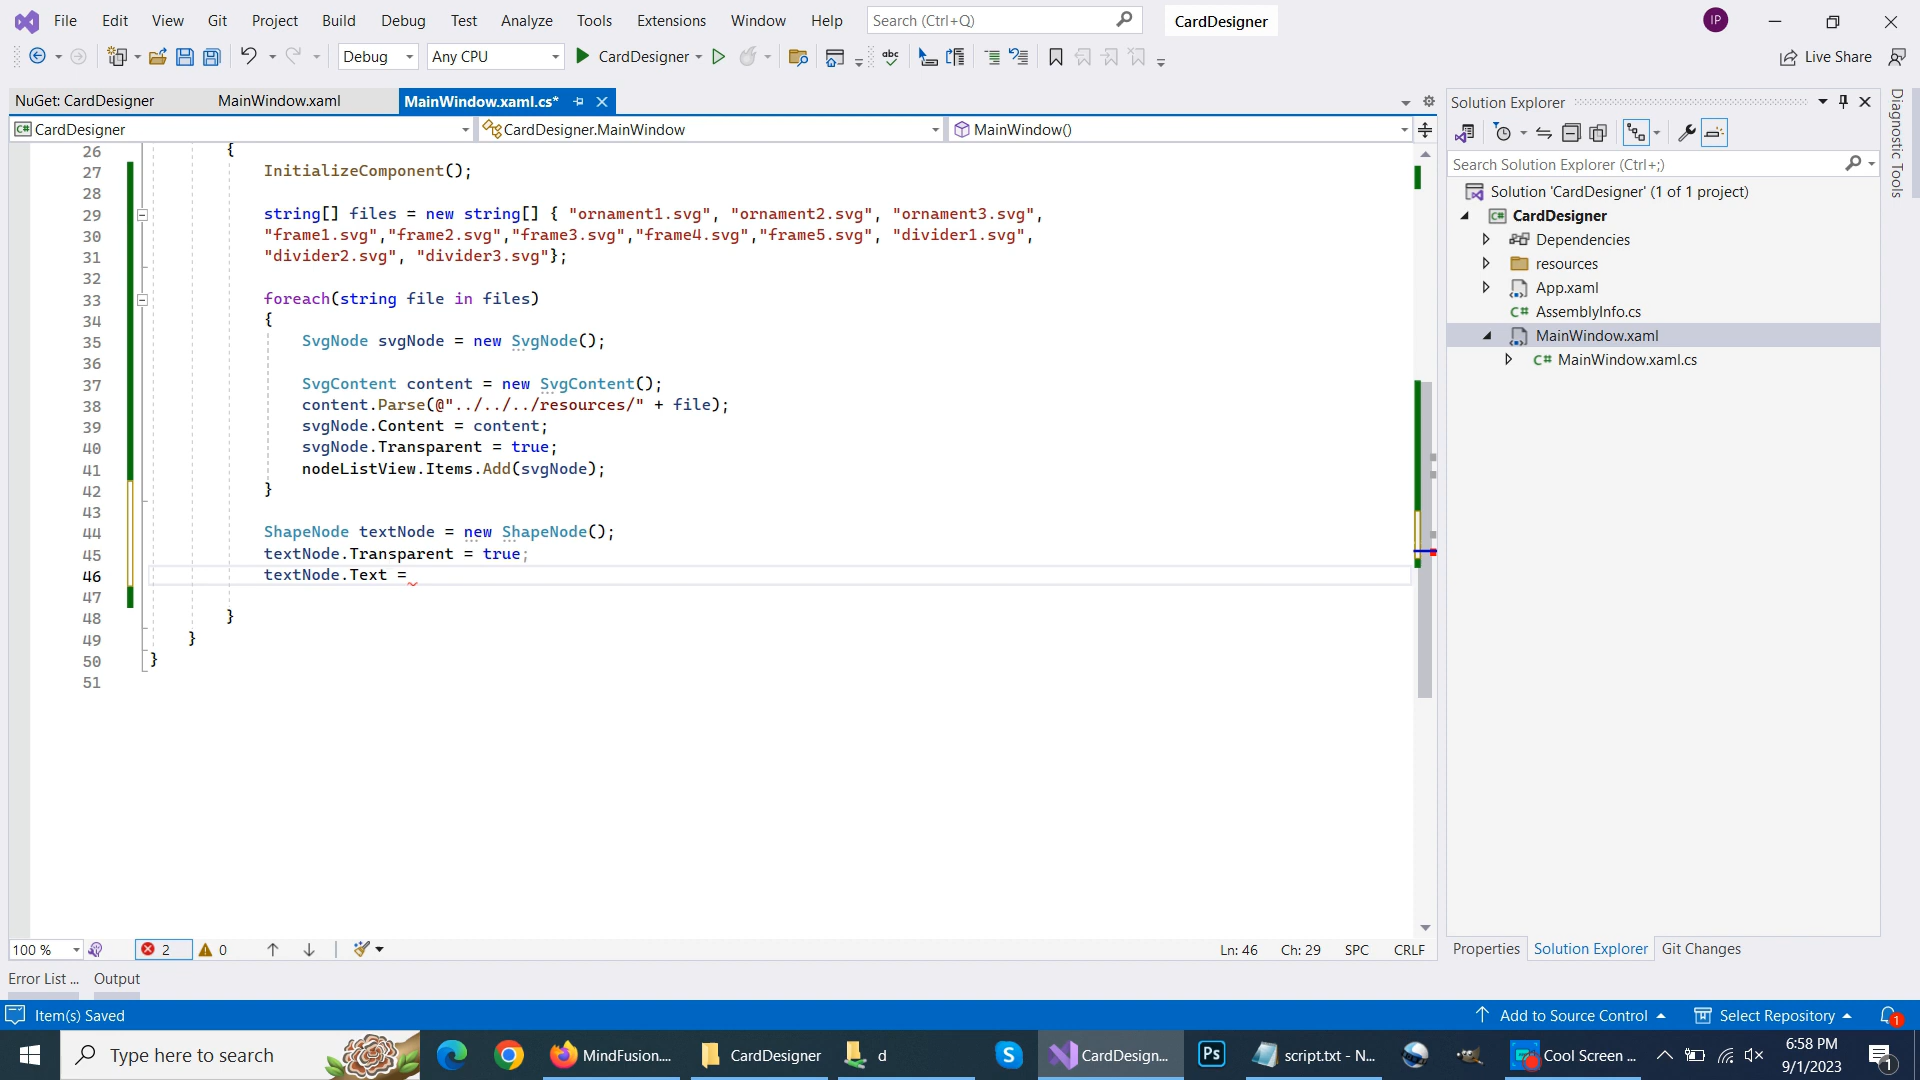 File Edit View Git Project Build Debug Test Analyze Tools Extensions Window Help Search (Ctrl+Q) CardDesigner IP
Debug Any CPU CardDesigner abc Live Share
NuGet: CardDesigner MainWindow.xaml MainWindow.xaml.cs*
CardDesigner CardDesigner.MainWindow MainWindow()
26 {
27 InitializeComponent();
28
29 string[] files = new string[] { "ornament1.svg", "ornament2.svg", "ornament3.svg",
30 "frame1.svg","frame2.svg","frame3.svg","frame4.svg","frame5.svg", "divider1.svg",
31 "divider2.svg", "divider3.svg"};
32
33 foreach(string file in files)
34 {
35 SvgNode svgNode = new SvgNode();
36
37 SvgContent content = new SvgContent();
38 content.Parse(@"../../../resources/" + file);
39 svgNode.Content = content;
40 svgNode.Transparent = true;
41 nodeListView.Items.Add(svgNode);
42 }
43
44 ShapeNode textNode = new ShapeNode();
45 textNode.Transparent = true;
46 textNode.Text =
47
48 }
49 }
50 }
51
100 % 2 0 Ln: 46 Ch: 29 SPC CRLF
Solution Explorer
Search Solution Explorer (Ctrl+;)
Solution 'CardDesigner' (1 of 1 project)
C# CardDesigner
Dependencies
resources
App.xaml
C# AssemblyInfo.cs
MainWindow.xaml
C# MainWindow.xaml.cs
Properties Solution Explorer Git Changes
Diagnostic Tools
Error List ... Output
Item(s) Saved Add to Source Control Select Repository 1
Type here to search MindFusion.... CardDesigner d S CardDesign... Ps script.txt - N... Cool Screen ... 6:58 PM
9/1/2023 1